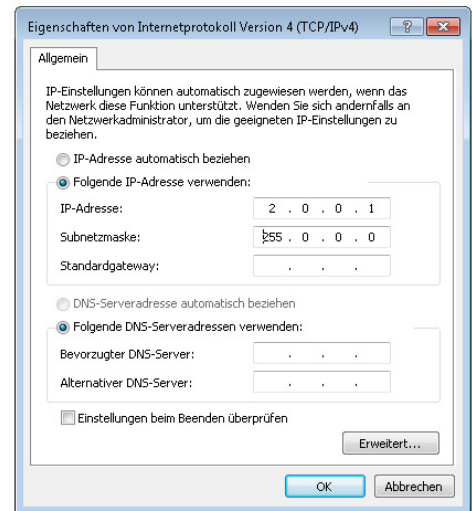 Eigenschaften von Internetprotokoll Version 4 (TCP/IPv4)
Allgemein
IP-Einstellungen können automatisch zugewiesen werden, wenn das
Netzwerk diese Funktion unterstützt. Wenden Sie sich andernfalls an
den Netzwerkadministrator, um die geeigneten IP-Einstellungen zu
beziehen.
IP-Adresse automatisch beziehen
Folgende IP-Adresse verwenden:
IP-Adresse: 2 . 0 . 0 . 1
Subnetzmaske: 255 . 0 . 0 . 0
Standardgateway: . . .
DNS-Serveradresse automatisch beziehen
Folgende DNS-Serveradressen verwenden:
Bevorzugter DNS-Server: . . .
Alternativer DNS-Server: . . .
Einstellungen beim Beenden überprüfen
Erweitert...
OK Abbrechen